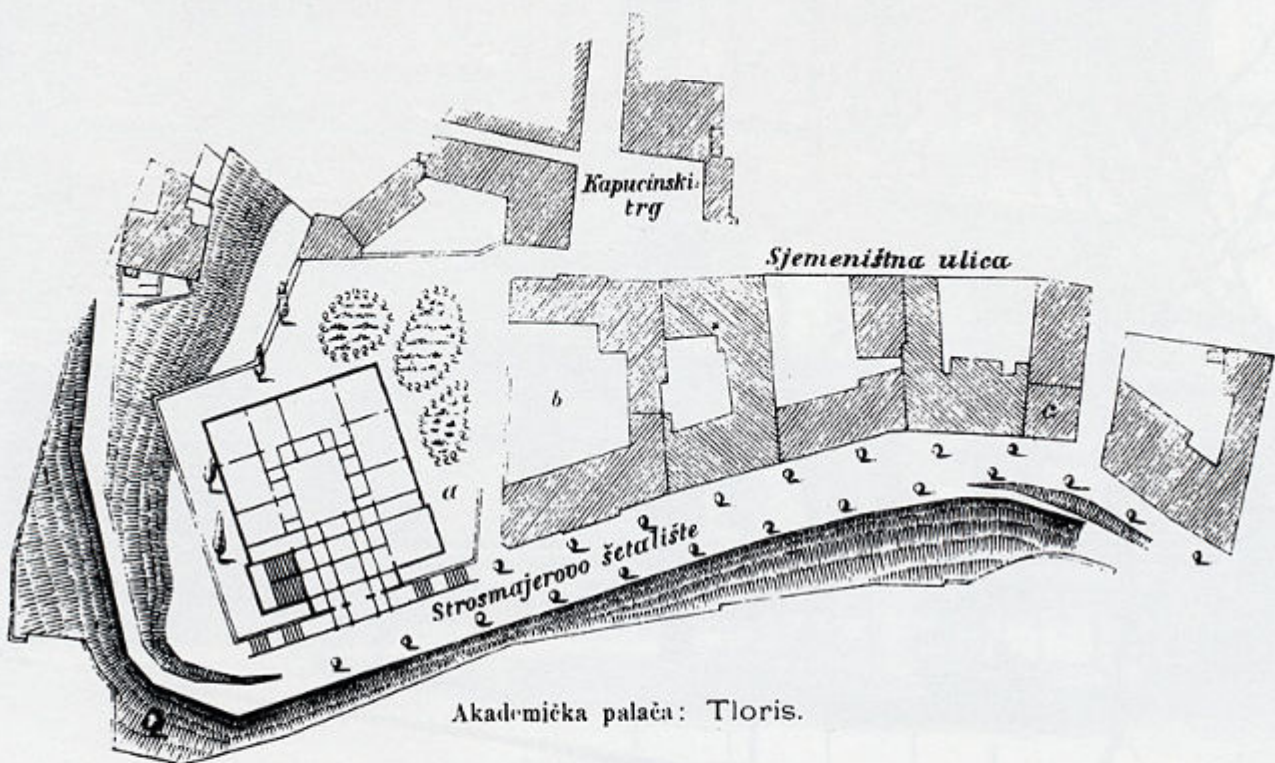 Kapucinski-
trg
Sjemeništna ulica
b
c
a
Strosmajerovo šetalište
Akademička palača: Tloris.